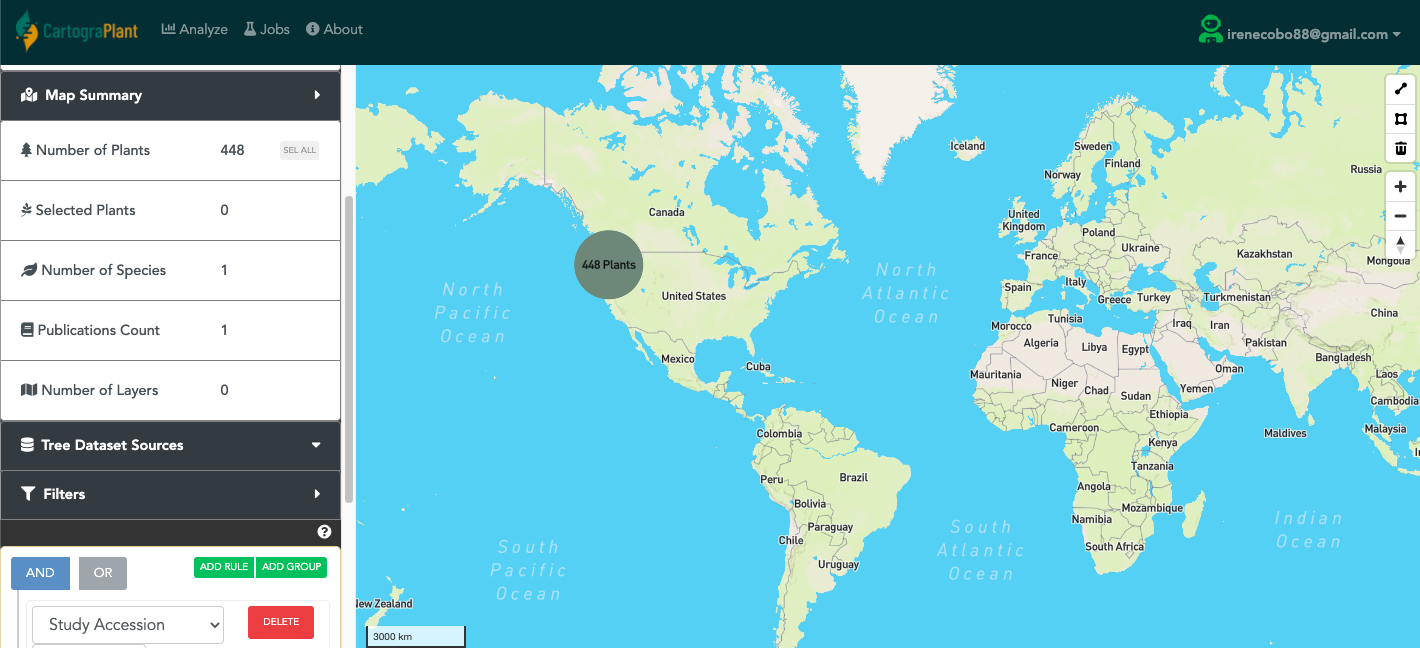 CartograPlant
Analyze
Jobs
About
irenecobo88@gmail.com
Map Summary
Number of Plants 448 SEL ALL
Selected Plants 0
Number of Species 1
Publications Count 1
Number of Layers 0
Tree Dataset Sources
Filters
AND OR ADD RULE ADD GROUP
Study Accession DELETE
Iceland
Sweden
Finland
Norway
Russia
Canada
United
Kingdom
Poland
Ukraine
France
Kazakhstan
Mongolia
448 Plants
North
Atlantic
Ocean
Spain
Italy
Greece
Turkey
Turkmenistan
North
Pacific
Ocean
United States
China
Morocco
Tunisia
Iraq
Iran
Algeria
Libya
Egypt
Pakistan
Bangladesh
Mexico
Cuba
Mauritania
Niger
Chad
Sudan
Oman
Yemen
Laos
Cambodia
Ethiopia
Colombia
Cameroon
Kenya
Maldives
Malaysia
Tanzania
Peru
Brazil
Angola
Bolivia
Mozambique
Namibia
Paraguay
Chile
South
Atlantic
Ocean
Indian
Ocean
South Africa
South
Pacific
Ocean
Uruguay
New Zealand
3000 km